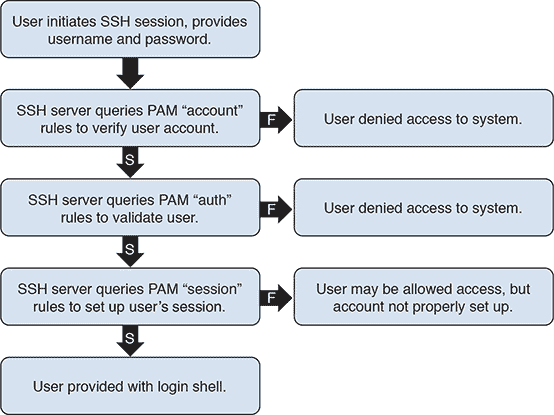 User initiates SSH session, provides
username and password.
SSH server queries PAM “account”
rules to verify user account.
F
User denied access to system.
S
SSH server queries PAM “auth”
rules to validate user.
F
User denied access to system.
S
SSH server queries PAM “session”
rules to set up user’s session.
F
User may be allowed access, but
account not properly set up.
S
User provided with login shell.